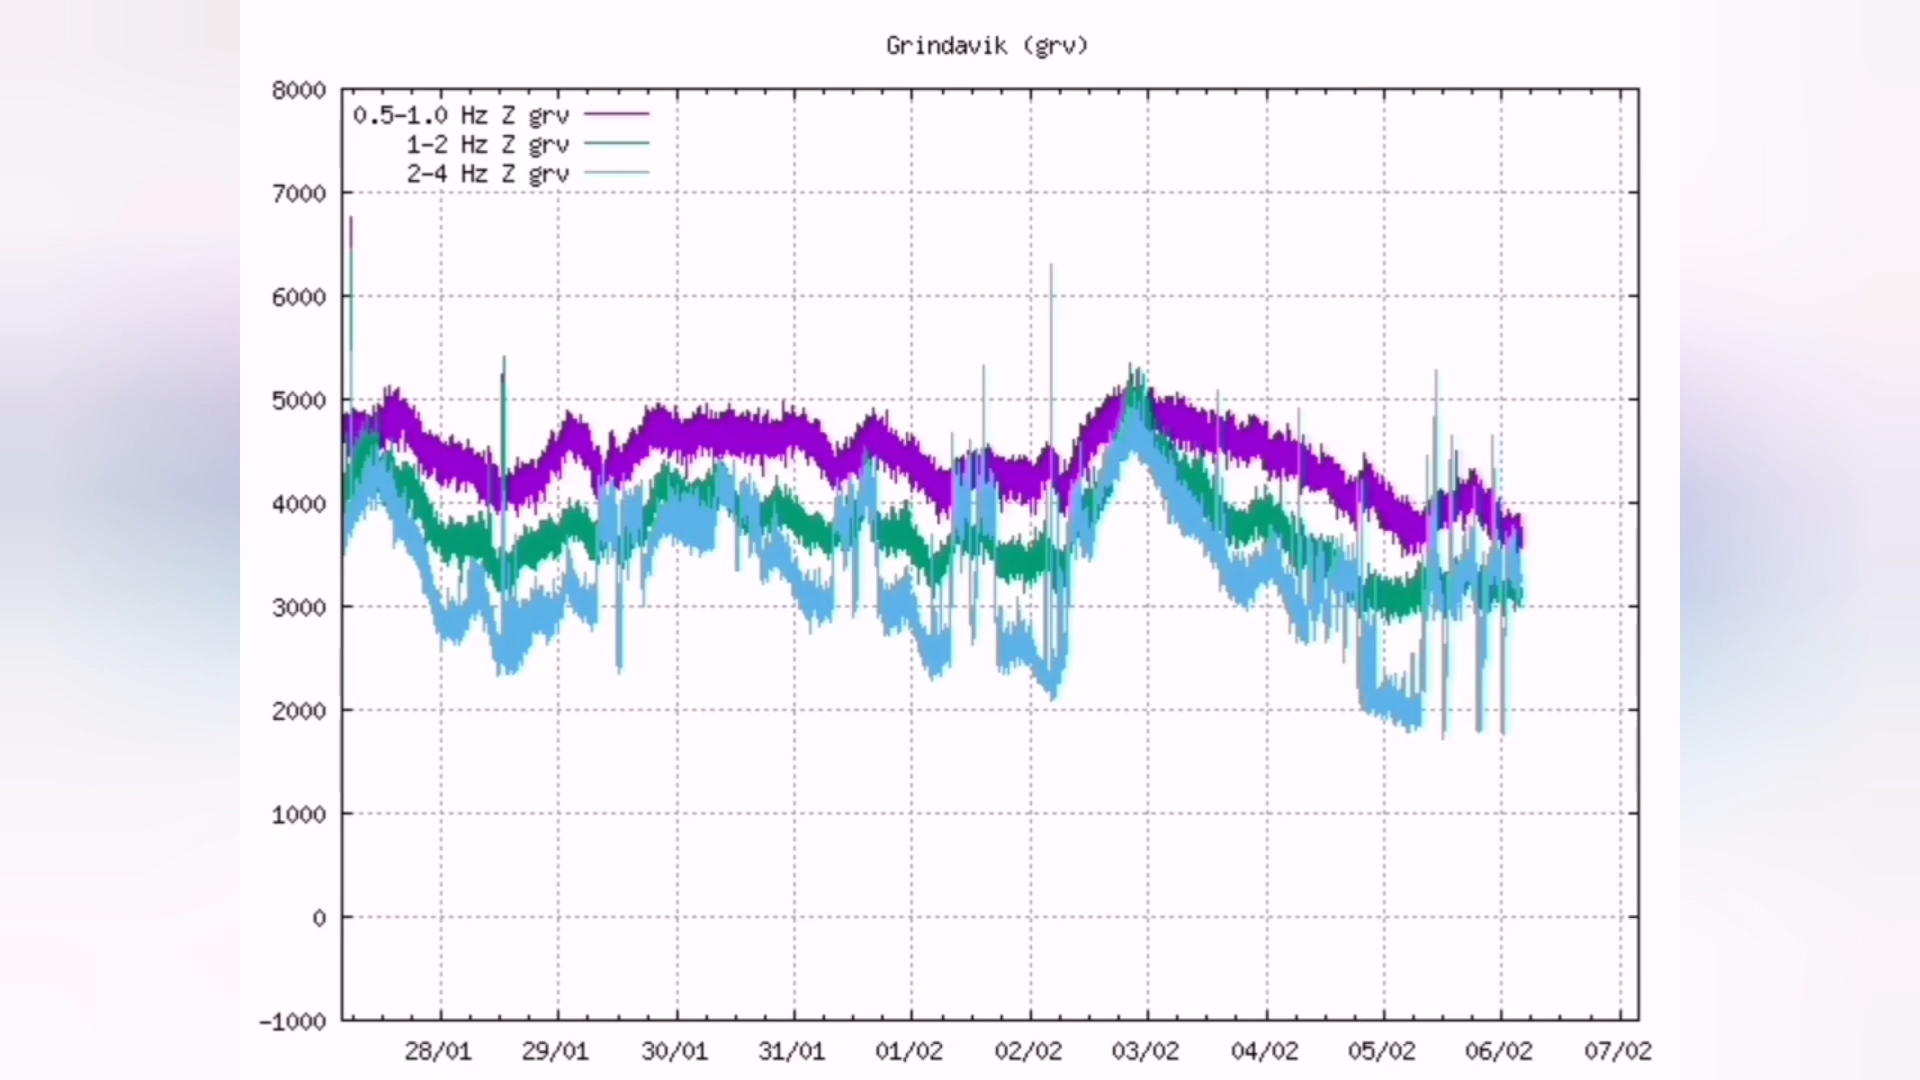 Grindavik (grv)
8000
0.5-1.0 Hz Z grv
1-2 Hz Z grv
2-4 Hz Z grv
7000
6000
5000
4000
3000
2000
1000
0
-1000
28/01 29/01 30/01 31/01 01/02 02/02 03/02 04/02 05/02 06/02 07/02